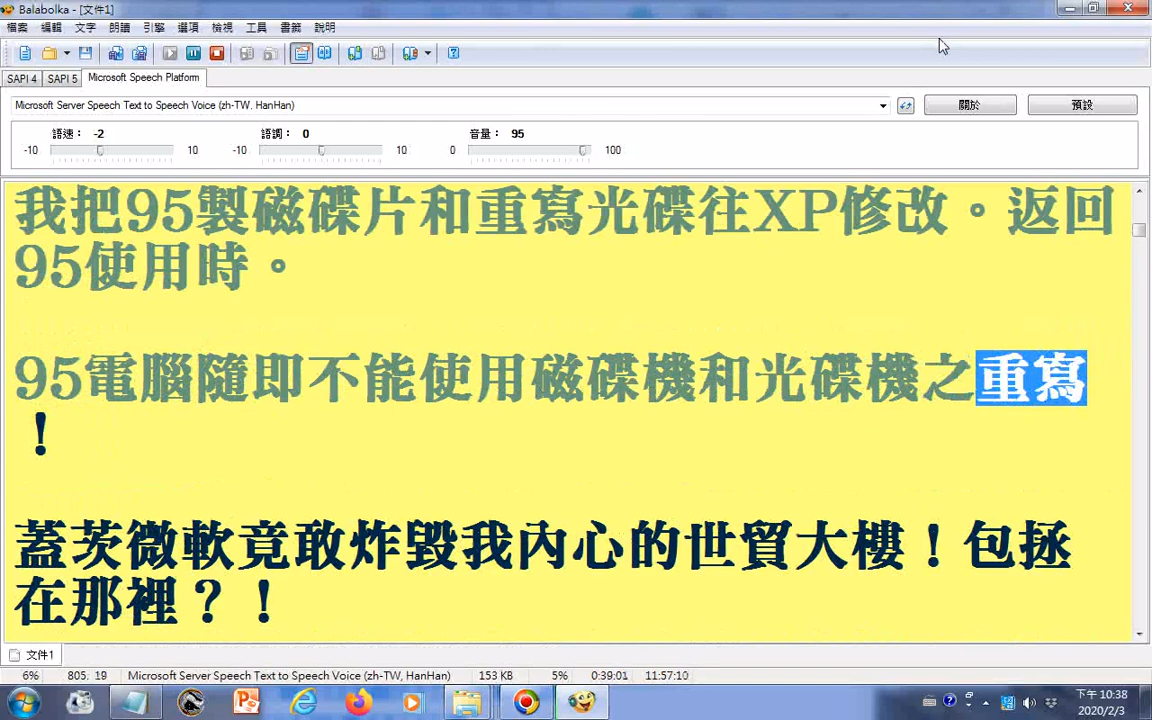 Balabolka - [文件1]
檔案 編輯 文字 朗讀 引擎 選項 檢視 工具 書籤 說明
SAPI 4 SAPI 5 Microsoft Speech Platform
Microsoft Server Speech Text to Speech Voice (zh-TW, HanHan) 關於 預設
語速： -2 語調： 0 音量： 95
-10 10 -10 10 0 100
我把95製磁碟片和重寫光碟往XP修改。返回
95使用時。
95電腦隨即不能使用磁碟機和光碟機之重寫
！
蓋茨微軟竟敢炸毀我內心的世貿大樓！包拯
在那裡？！
文件1
6% 805, 19 Microsoft Server Speech Text to Speech Voice (zh-TW, HanHan) 153 KB 5% 0:39:01 11:57:10
下午 10:38
2020/2/3